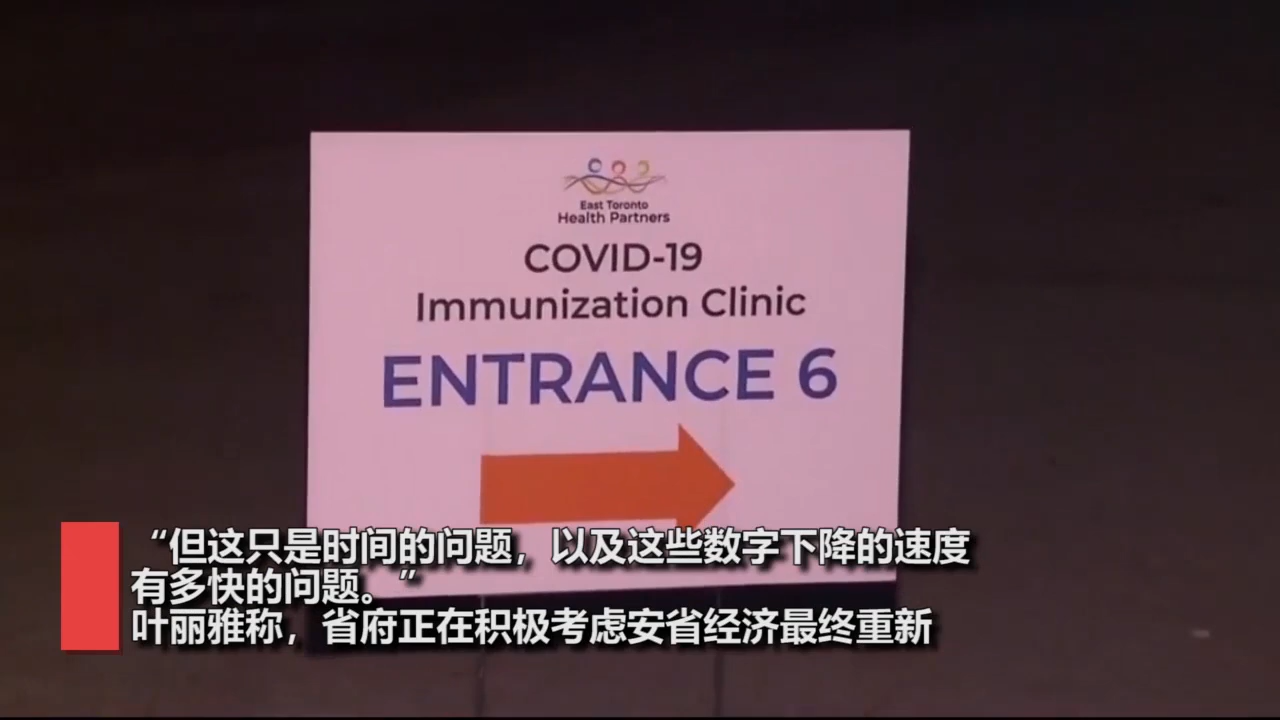 East Toronto
Health Partners
COVID-19
Immunization Clinic
ENTRANCE 6
“但这只是时间的问题，以及这些数字下降的速度
有多快的问题。”
叶丽雅称，省府正在积极考虑安省经济最终重新